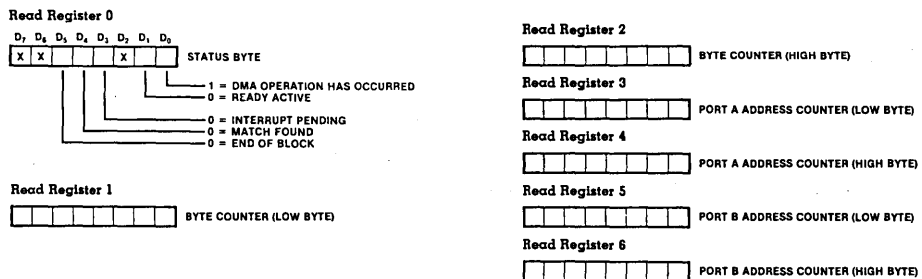 Read Register 0
D7 D6 D5 D4 D3 D2 D1 D0
X X X STATUS BYTE
1 = DMA OPERATION HAS OCCURRED
0 = READY ACTIVE
0 = INTERRUPT PENDING
0 = MATCH FOUND
0 = END OF BLOCK
Read Register 1
BYTE COUNTER (LOW BYTE)
Read Register 2
BYTE COUNTER (HIGH BYTE)
Read Register 3
PORT A ADDRESS COUNTER (LOW BYTE)
Read Register 4
PORT A ADDRESS COUNTER (HIGH BYTE)
Read Register 5
PORT B ADDRESS COUNTER (LOW BYTE)
Read Register 6
PORT B ADDRESS COUNTER (HIGH BYTE)